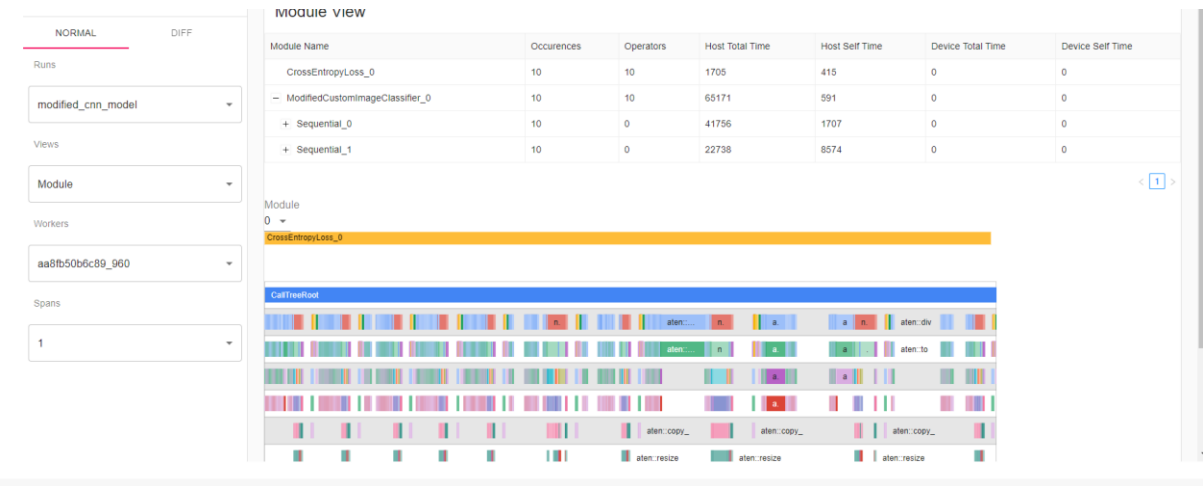 Module View
NORMAL DIFF
Module Name Occurences Operators Host Total Time Host Self Time Device Total Time Device Self Time
Runs
CrossEntropyLoss_0 10 10 1705 415 0 0
modified_cnn_model
− ModifiedCustomImageClassifier_0 10 10 65171 591 0 0
+ Sequential_0 10 0 41756 1707 0 0
Views
+ Sequential_1 10 0 22738 8574 0 0
Module
< 1 >
Module
0
Workers
CrossEntropyLoss_0
aa8fb50b6c89_960
Spans
CallTreeRoot
n. aten::... n. a. a n. aten::div
1
aten::... n a. a . aten::to
a. a
a.
aten::copy_ aten::copy_ aten::copy_
aten::resize aten::resize aten::resize